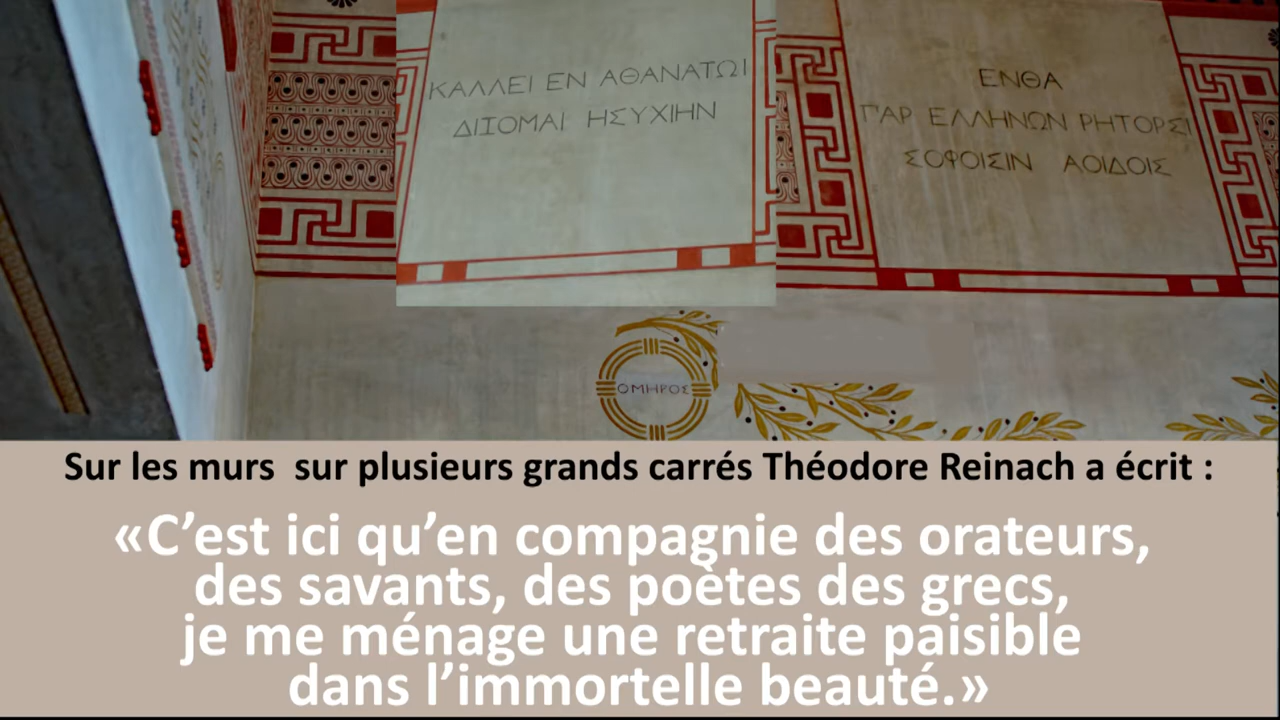 ΚΑΛΛΕΙ ΕΝ ΑΘΑΝΑΤΩΙ
ΔΙΙΟΜΑΙ ΗΣΥΧΙΗΝ
ΕΝΘΑ
ΓΑΡ ΕΛΛΗΝΩΝ ΡΗΤΟΡΣΙ
ΣΟΦΟΙΣΙΝ ΑΟΙΔΟΙΣ
ΟΜΗΡΟΣ
Sur les murs sur plusieurs grands carrés Théodore Reinach a écrit :
«C’est ici qu’en compagnie des orateurs,
des savants, des poètes des grecs,
je me ménage une retraite paisible
dans l’immortelle beauté.»